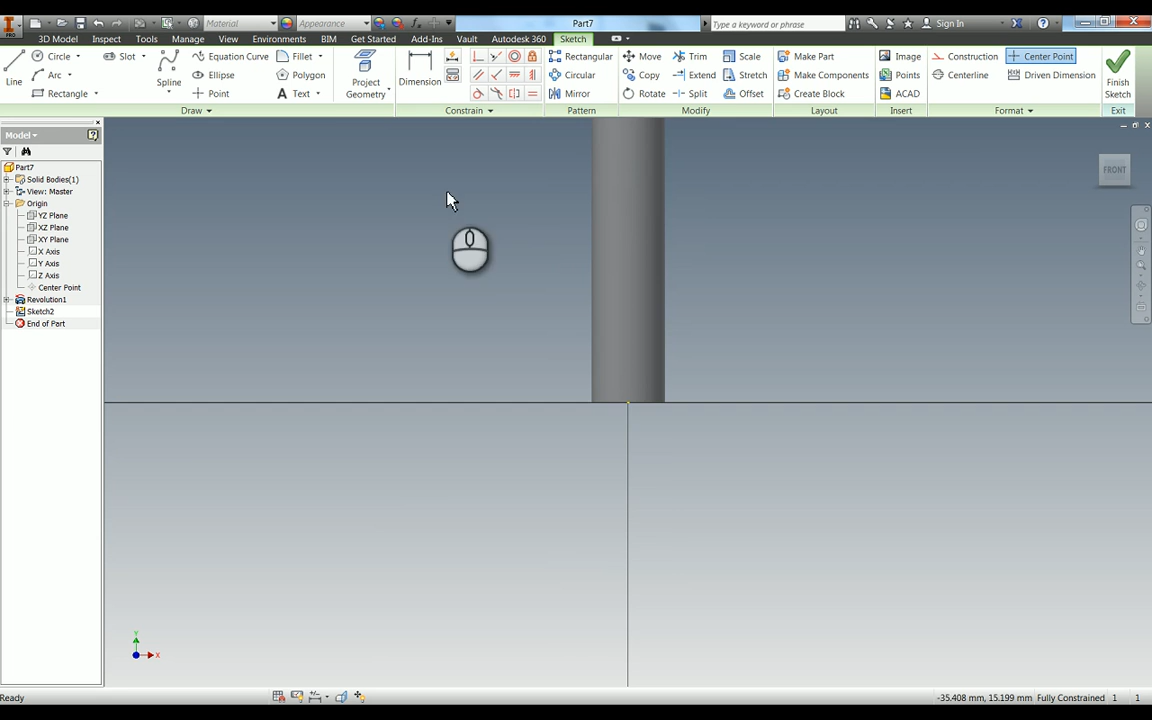 Material
Appearance
Part7
Type a keyword or phrase
Sign In
PRO
3D Model
Inspect
Tools
Manage
View
Environments
BIM
Get Started
Add-Ins
Vault
Autodesk 360
Sketch
Line
Circle
Arc
Rectangle
Slot
Spline
Equation Curve
Ellipse
Point
Fillet
Polygon
A Text
Project Geometry
Dimension
Rectangular
Circular
Mirror
Move
Copy
Rotate
Trim
Extend
Split
Scale
Stretch
Offset
Make Part
Make Components
Create Block
Image
Points
ACAD
Construction
Centerline
Center Point
Driven Dimension
Finish Sketch
Draw
Constrain
Pattern
Modify
Layout
Insert
Format
Exit
Model
Part7
Solid Bodies(1)
View: Master
Origin
YZ Plane
XZ Plane
XY Plane
X Axis
Y Axis
Z Axis
Center Point
Revolution1
Sketch2
End of Part
FRONT
Y
X
Ready
-35.408 mm, 15.199 mm Fully Constrained 1 1